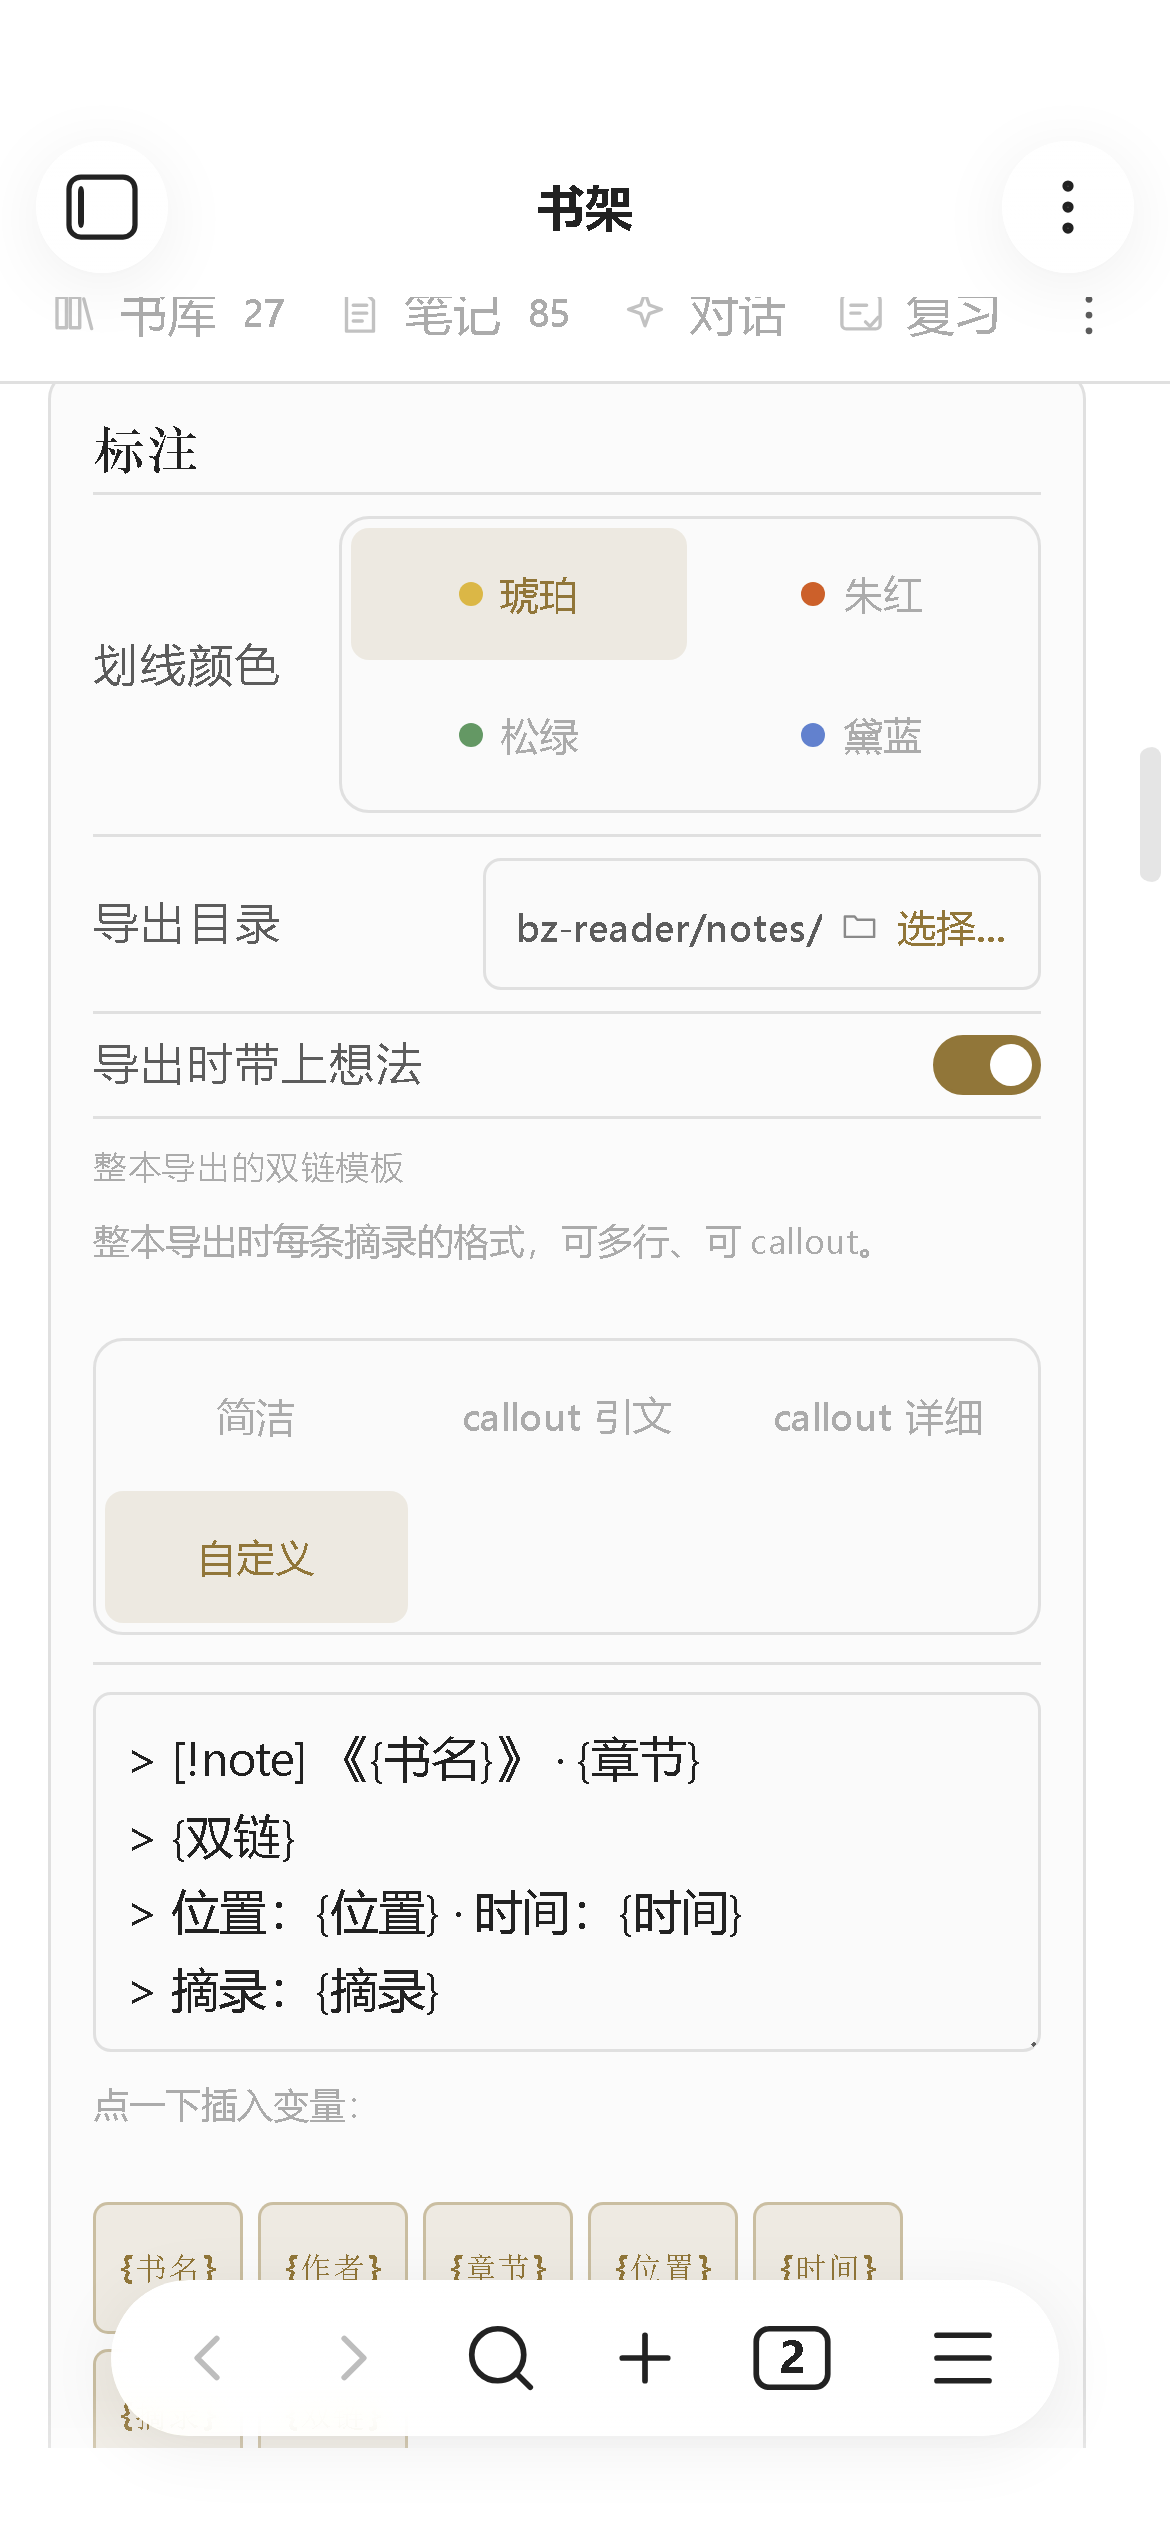 书架
书库 27 笔记 85 对话 复习
标注
划线颜色
琥珀 朱红
松绿 黛蓝
导出目录 bz-reader/notes/ 选择...
导出时带上想法
整本导出的双链模板
整本导出时每条摘录的格式，可多行、可 callout。
简洁 callout 引文 callout 详细
自定义
> [!note] 《{书名}》 · {章节}
> {双链}
> 位置：{位置} · 时间：{时间}
> 摘录：{摘录}
点一下插入变量：
{书名} {作者} {章节} {位置} {时间}
2